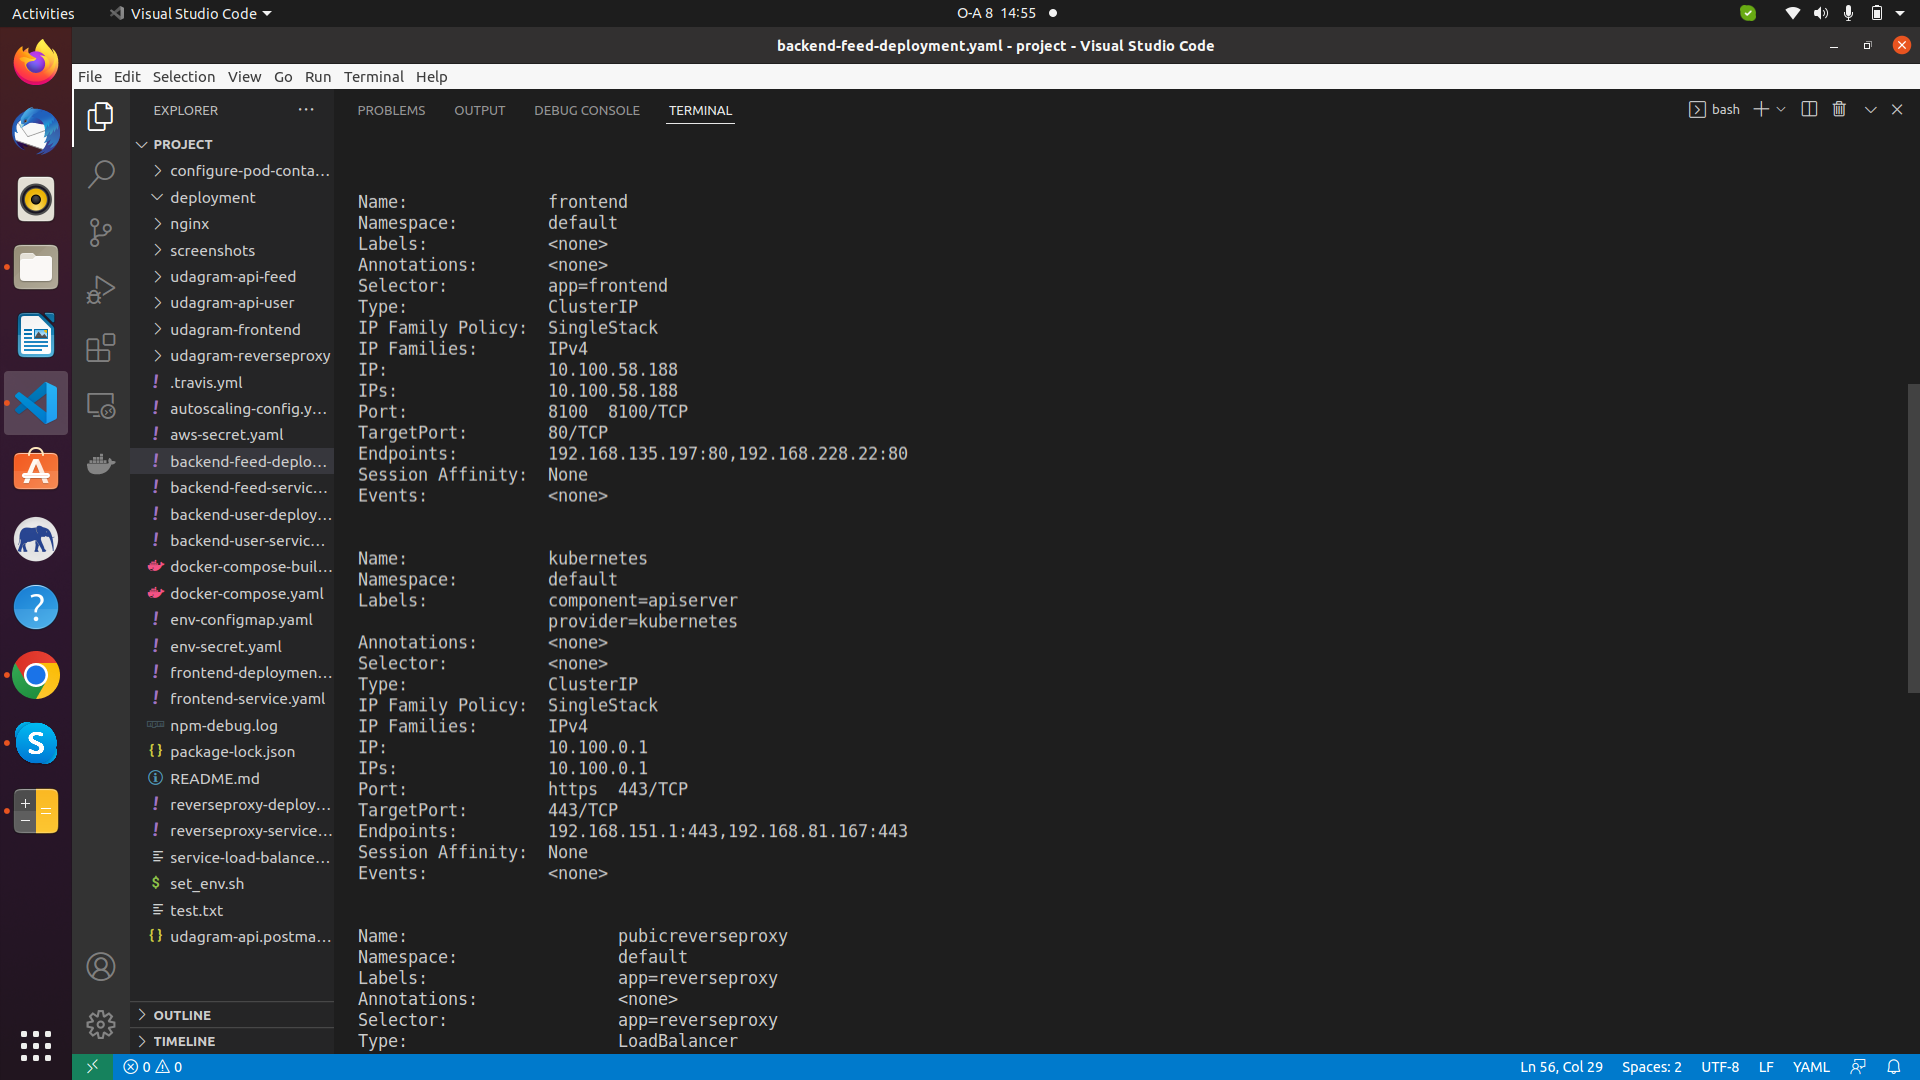 Activities
Visual Studio Code
O-A 8 14:55
backend-feed-deployment.yaml - project - Visual Studio Code
File Edit Selection View Go Run Terminal Help
EXPLORER
PROJECT
configure-pod-conta...
deployment
nginx
screenshots
udagram-api-feed
udagram-api-user
udagram-frontend
udagram-reverseproxy
.travis.yml
autoscaling-config.y...
aws-secret.yaml
backend-feed-deplo...
backend-feed-servic...
backend-user-deploy...
backend-user-servic...
docker-compose-buil...
docker-compose.yaml
env-configmap.yaml
env-secret.yaml
frontend-deploymen...
frontend-service.yaml
npm-debug.log
package-lock.json
README.md
reverseproxy-deploy...
reverseproxy-service...
service-load-balance...
set_env.sh
test.txt
udagram-api.postma...
OUTLINE
TIMELINE
PROBLEMS OUTPUT DEBUG CONSOLE TERMINAL
bash
Name: frontend
Namespace: default
Labels: <none>
Annotations: <none>
Selector: app=frontend
Type: ClusterIP
IP Family Policy: SingleStack
IP Families: IPv4
IP: 10.100.58.188
IPs: 10.100.58.188
Port: 8100 8100/TCP
TargetPort: 80/TCP
Endpoints: 192.168.135.197:80,192.168.228.22:80
Session Affinity: None
Events: <none>
Name: kubernetes
Namespace: default
Labels: component=apiserver
provider=kubernetes
Annotations: <none>
Selector: <none>
Type: ClusterIP
IP Family Policy: SingleStack
IP Families: IPv4
IP: 10.100.0.1
IPs: 10.100.0.1
Port: https 443/TCP
TargetPort: 443/TCP
Endpoints: 192.168.151.1:443,192.168.81.167:443
Session Affinity: None
Events: <none>
Name: pubicreverseproxy
Namespace: default
Labels: app=reverseproxy
Annotations: <none>
Selector: app=reverseproxy
Type: LoadBalancer
0 0
Ln 56, Col 29 Spaces: 2 UTF-8 LF YAML